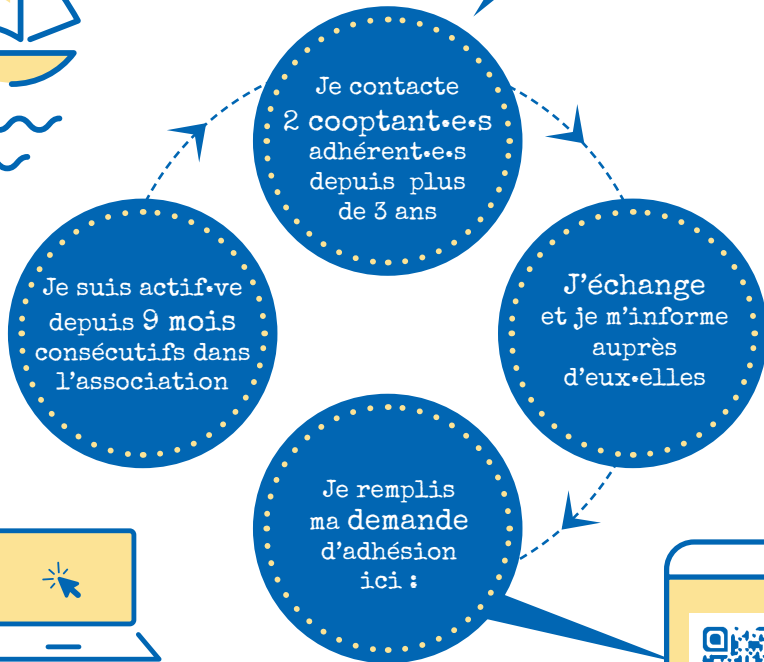 Je contacte
2 cooptant•e•s
adhérent•e•s
depuis plus
de 3 ans
Je suis actif•ve
depuis 9 mois
consécutifs dans
l'association
J'échange
et je m'informe
auprès
d'eux•elles
Je remplis
ma demande
d'adhésion
ici :